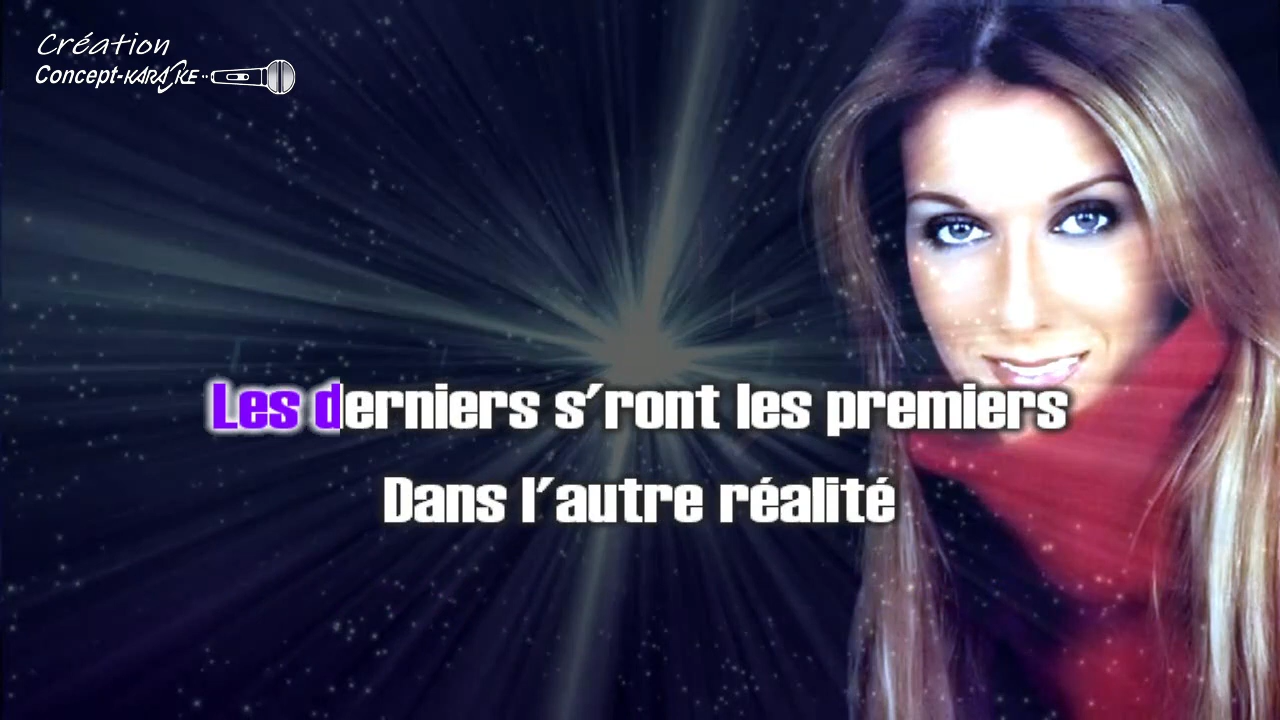 Création
Concept-KARAOKE
Les derniers s'ront les premiers
Dans l'autre réalité